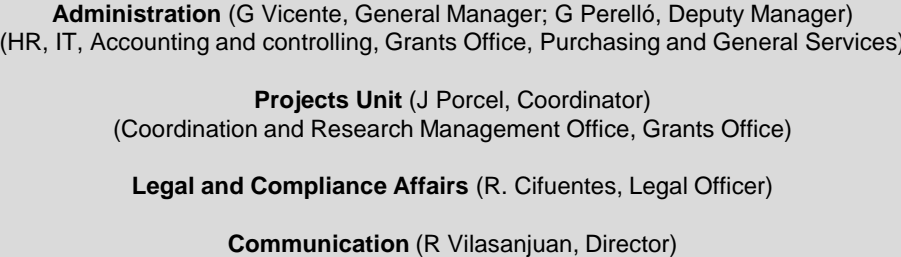 Administration (G Vicente, General Manager; G Perelló, Deputy Manager)
(HR, IT, Accounting and controlling, Grants Office, Purchasing and General Services)
Projects Unit (J Porcel, Coordinator)
(Coordination and Research Management Office, Grants Office)
Legal and Compliance Affairs (R. Cifuentes, Legal Officer)
Communication (R Vilasanjuan, Director)